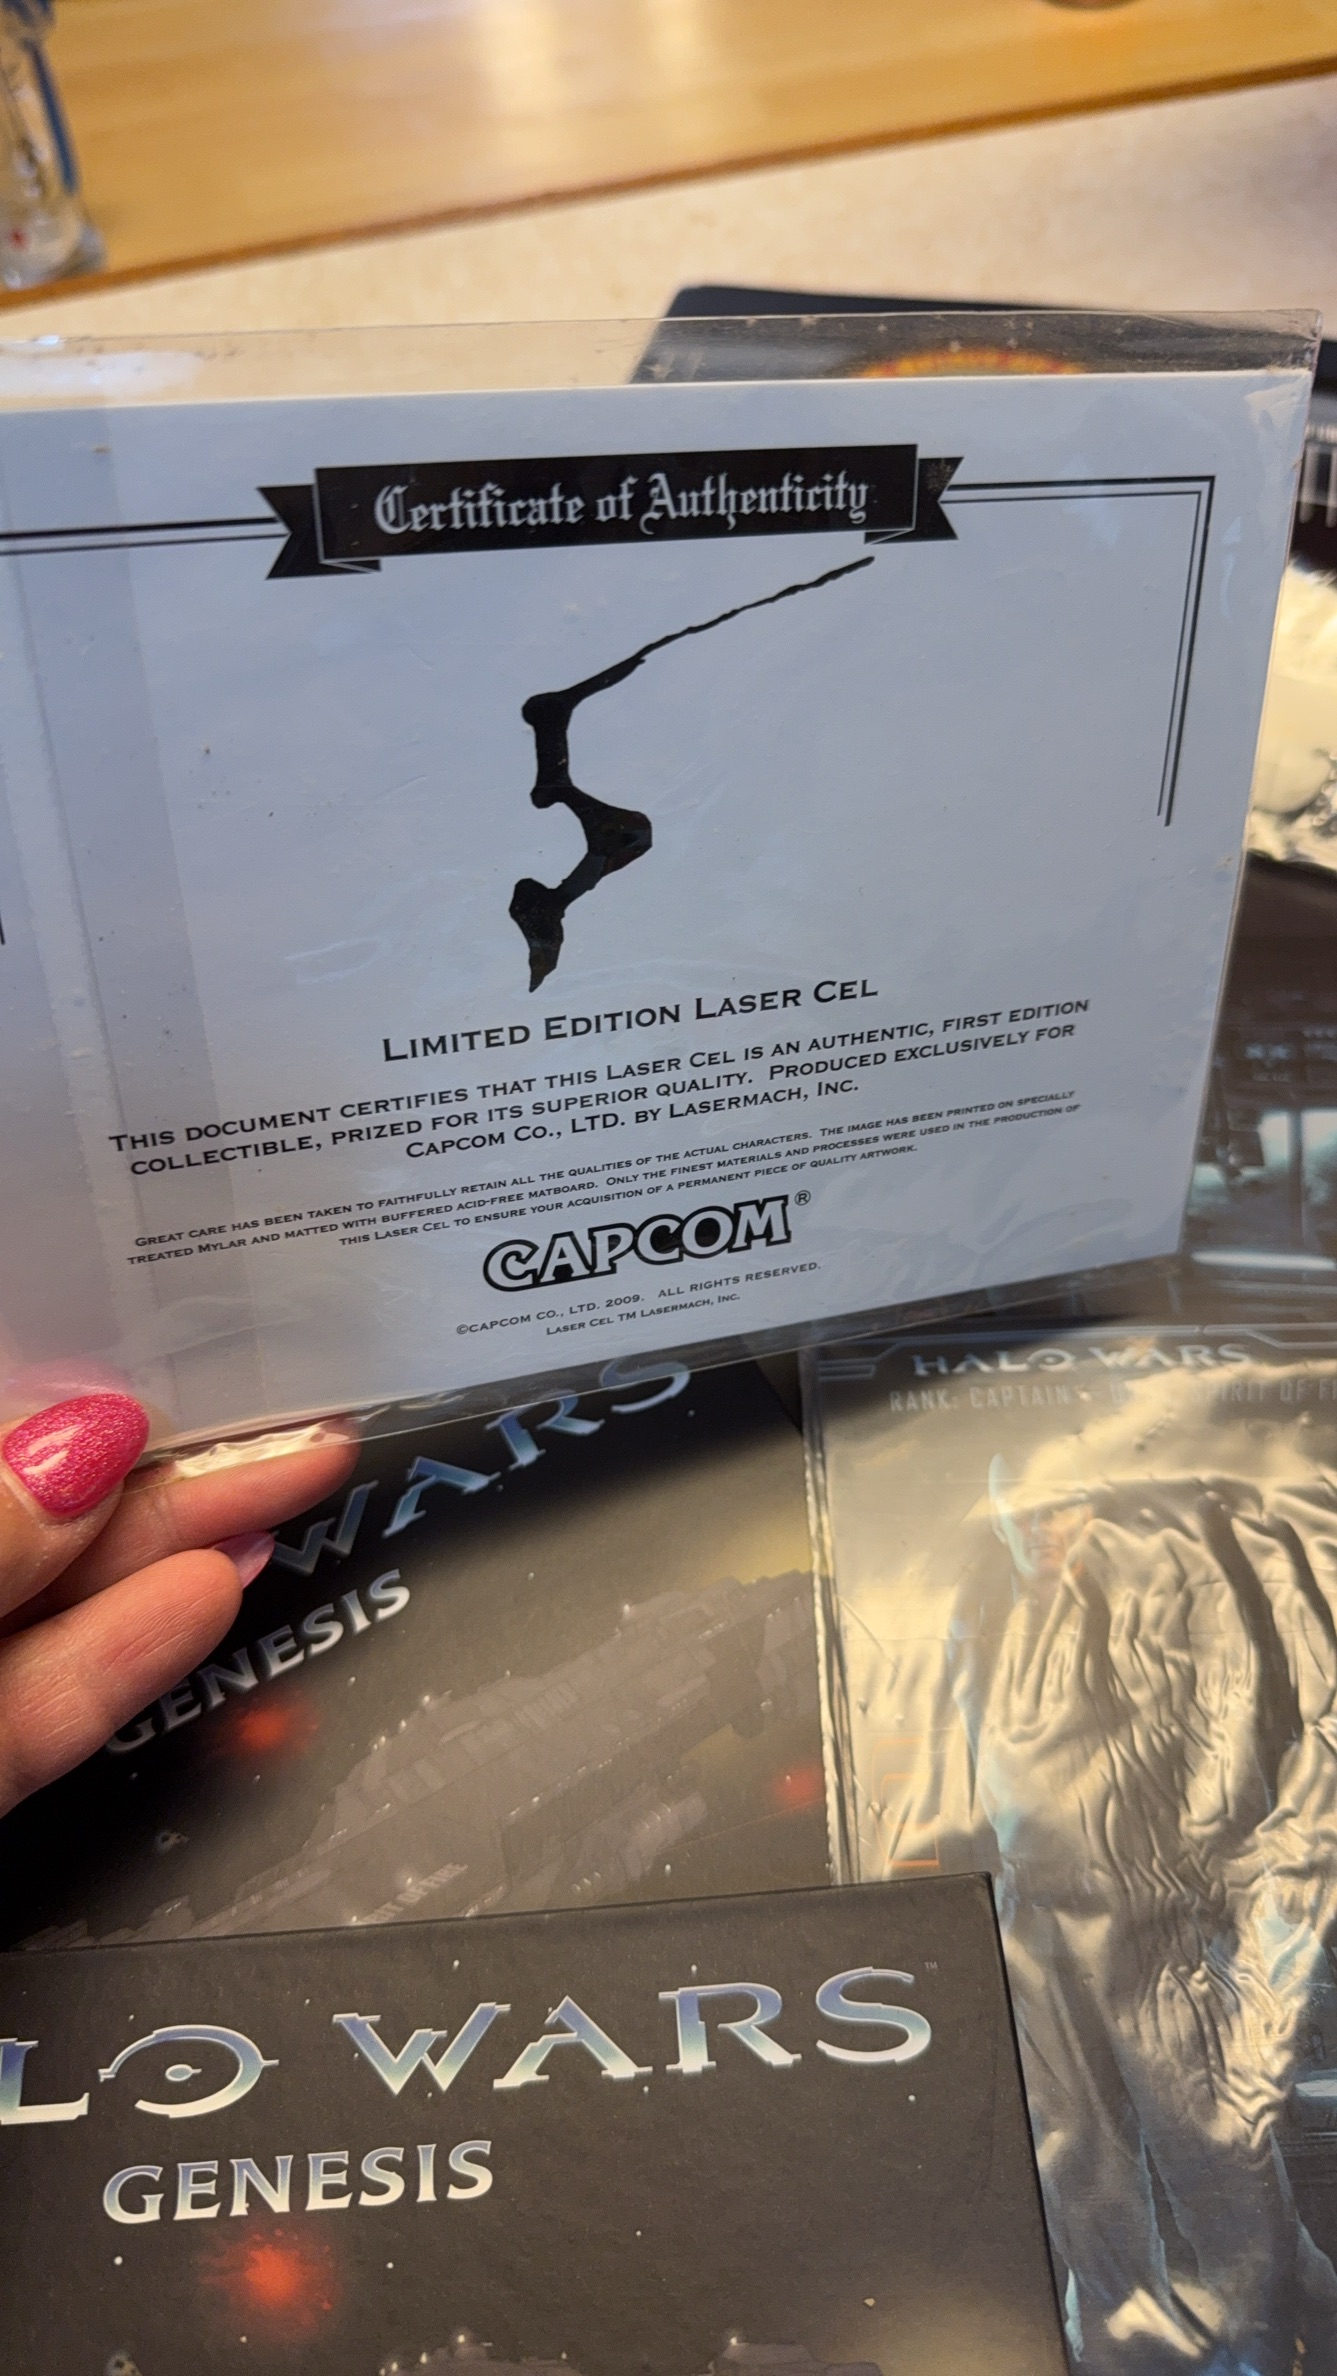 Certificate of Authenticity
LIMITED EDITION LASER CEL
THIS DOCUMENT CERTIFIES THAT THIS LASER CEL IS AN AUTHENTIC, FIRST EDITION
COLLECTIBLE, PRIZED FOR ITS SUPERIOR QUALITY. PRODUCED EXCLUSIVELY FOR
CAPCOM CO., LTD. BY LASERMACH, INC.
GREAT CARE HAS BEEN TAKEN TO FAITHFULLY RETAIN ALL THE QUALITIES OF THE ACTUAL CHARACTERS. THE IMAGE HAS BEEN PRINTED ON SPECIALLY
TREATED MYLAR AND MATTED WITH BUFFERED ACID-FREE MATBOARD. ONLY THE FINEST MATERIALS AND PROCESSES WERE USED IN THE PRODUCTION OF
THIS LASER CEL TO ENSURE YOUR ACQUISITION OF A PERMANENT PIECE OF QUALITY ARTWORK.
CAPCOM®
©CAPCOM CO., LTD. 2009. ALL RIGHTS RESERVED.
LASER CEL TM LASERMACH, INC.
HALO WARS
RANK: CAPTAIN
SPIRIT OF
WARS
GENESIS
LO WARS™
GENESIS